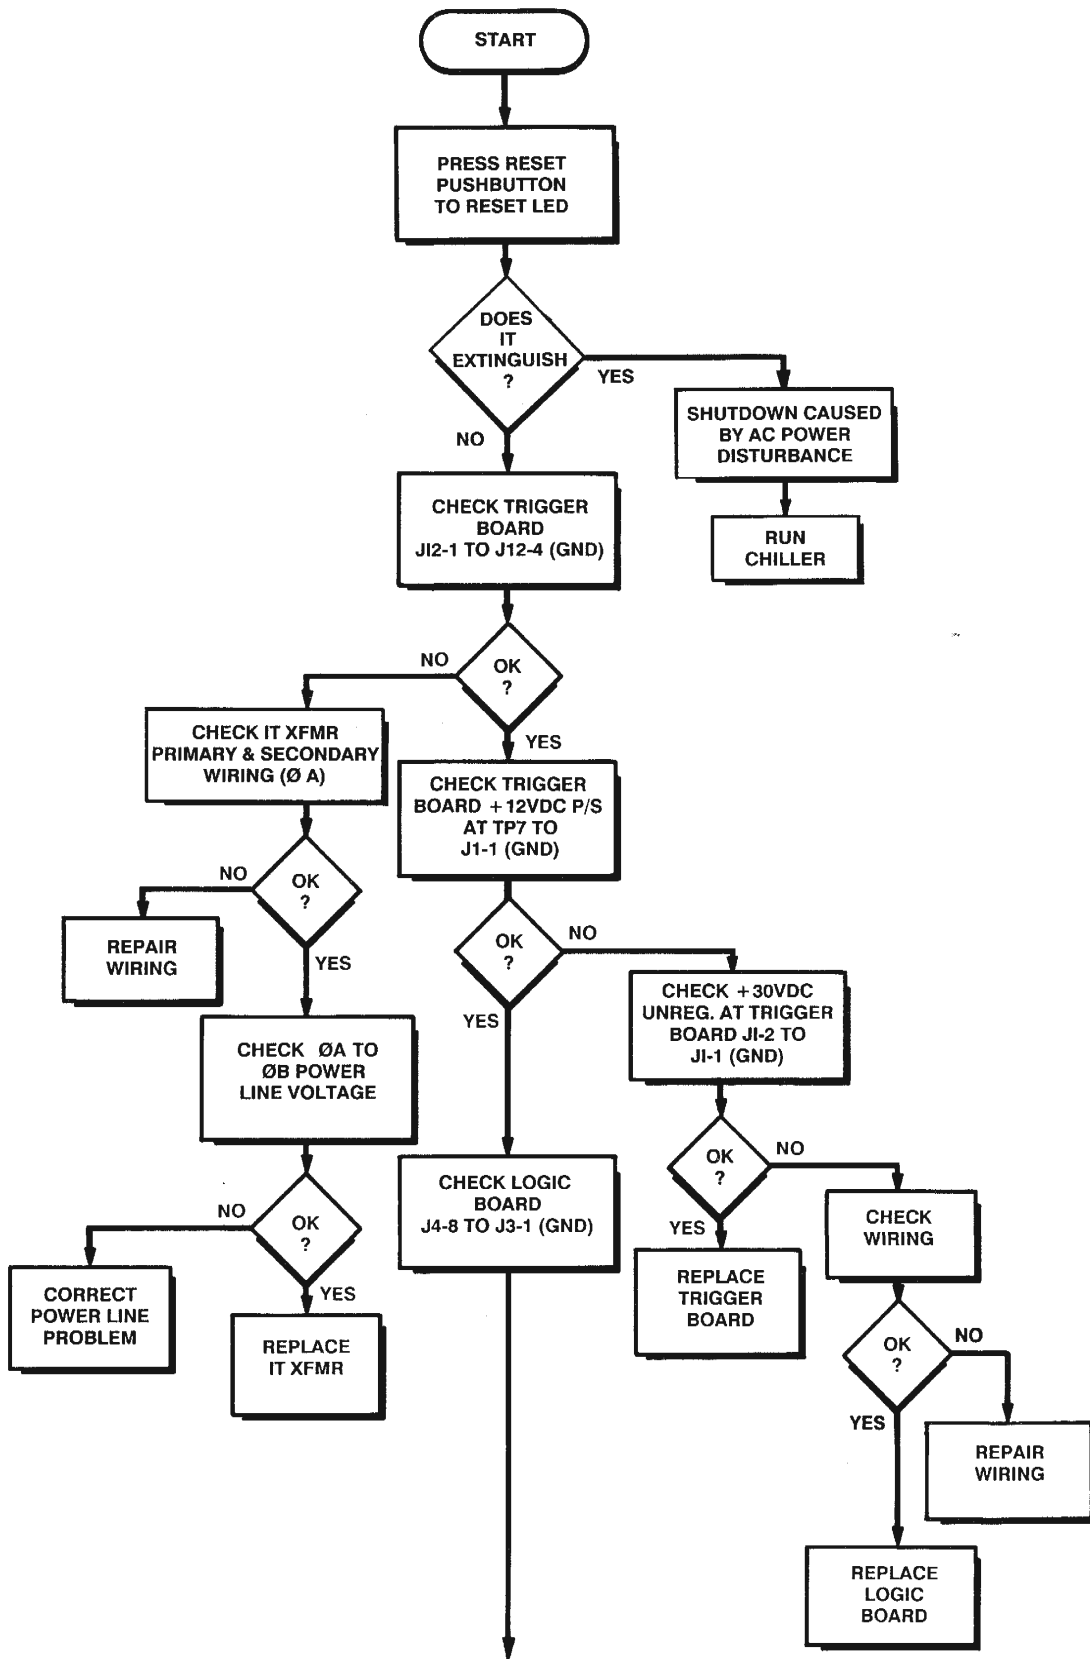 START
PRESS RESET
PUSHBUTTON
TO RESET LED
DOES
IT
EXTINGUISH
?
YES
NO
SHUTDOWN CAUSED
BY AC POWER
DISTURBANCE
RUN
CHILLER
CHECK TRIGGER
BOARD
JI2-1 TO J12-4 (GND)
NO
OK
?
YES
CHECK IT XFMR
PRIMARY & SECONDARY
WIRING (Ø A)
CHECK TRIGGER
BOARD +12VDC P/S
AT TP7 TO
J1-1 (GND)
NO
OK
?
YES
REPAIR
WIRING
OK
?
NO
YES
CHECK +30VDC
UNREG. AT TRIGGER
BOARD JI-2 TO
JI-1 (GND)
CHECK ØA TO
ØB POWER
LINE VOLTAGE
OK
?
NO
YES
CHECK LOGIC
BOARD
J4-8 TO J3-1 (GND)
NO
OK
?
YES
CHECK
WIRING
CORRECT
POWER LINE
PROBLEM
REPLACE
IT XFMR
REPLACE
TRIGGER
BOARD
OK
?
NO
YES
REPAIR
WIRING
REPLACE
LOGIC
BOARD